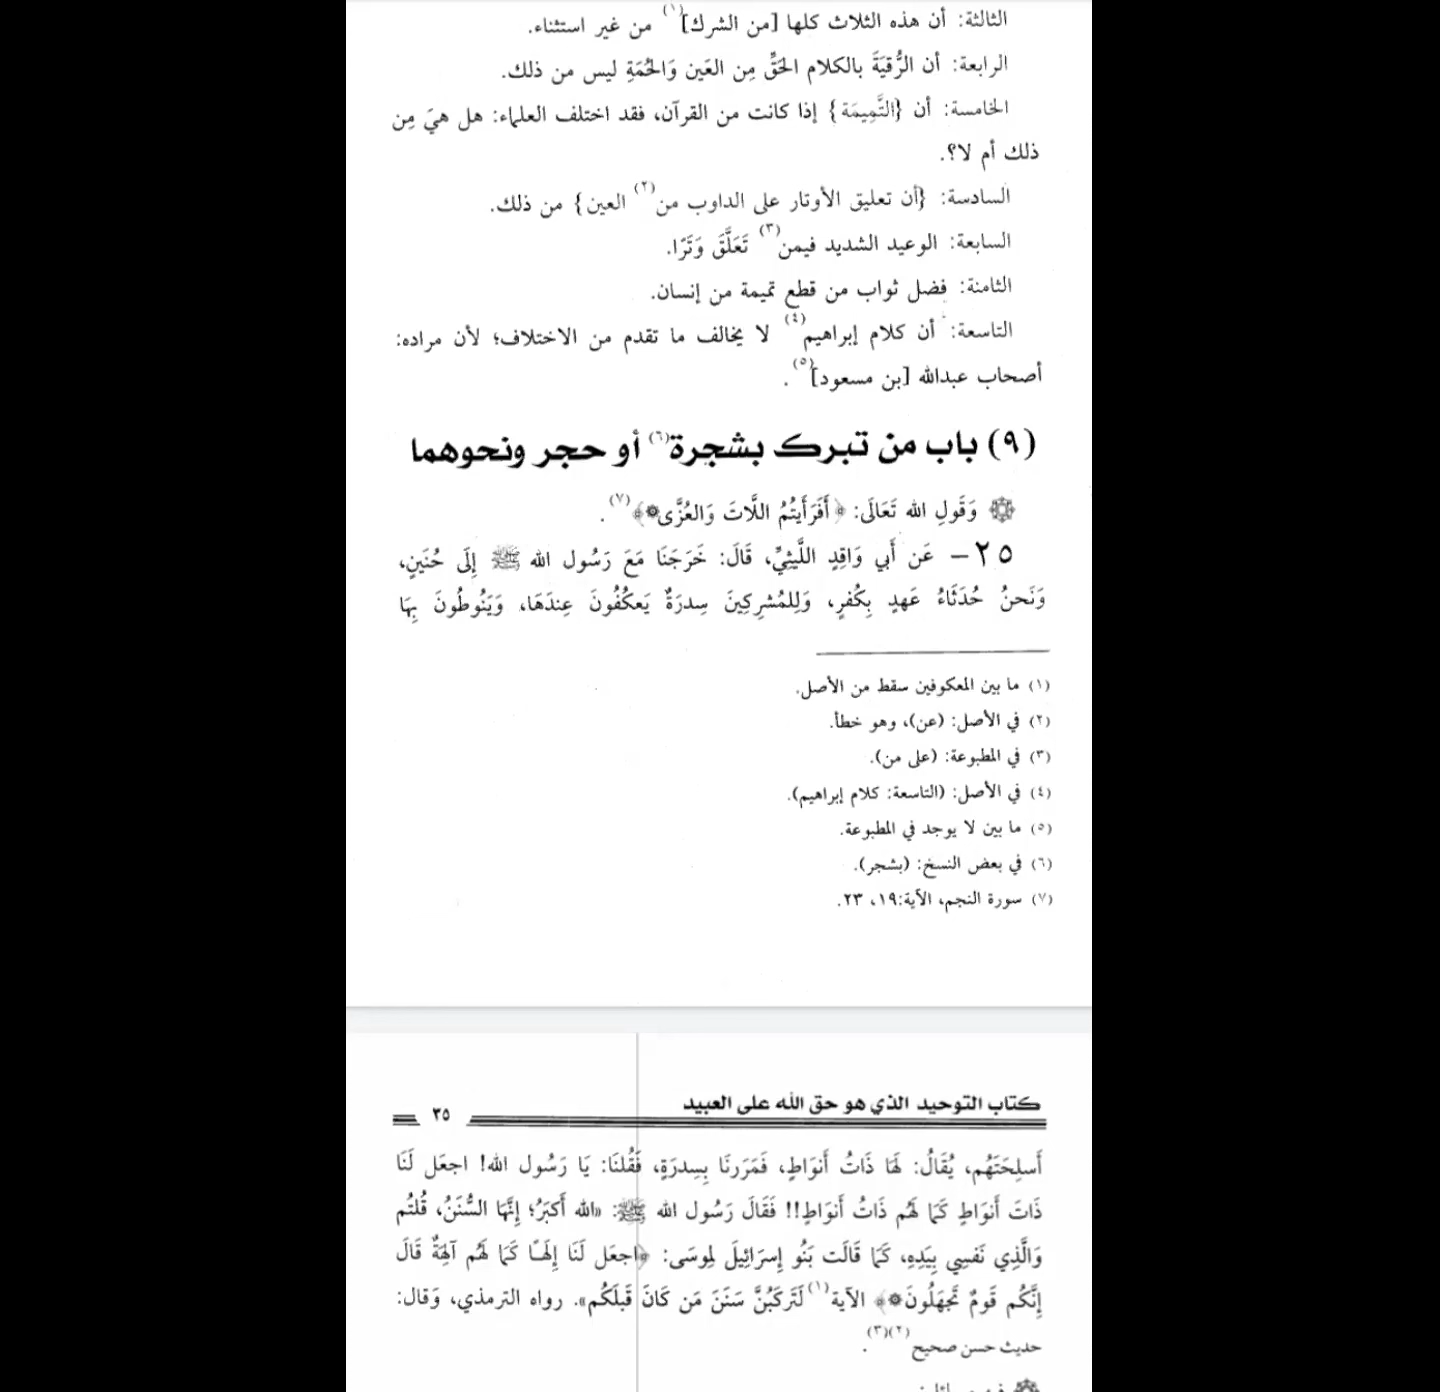 الثالثة: أن هذه الثلاث كلها [من الشرك](١) من غير استثناء.
الرابعة: أن الرُّقيَةَ بالكلام الحَقِّ مِن العَين وَالحُمَةِ ليس من ذلك.
الخامسة: أن {التَّمِيمَة} إذا كانت من القرآن، فقد اختلف العلماء: هل هيَ مِن
ذلك أم لا؟.
السادسة: {أن تعليق الأوتار على الداوب من(٢) العين} من ذلك.
السابعة: الوعيد الشديد فيمن(٣) تَعَلَّقَ وَتَرًا.
الثامنة: فضل ثواب من قطع تميمة من إنسان.
التاسعة: أن كلام إبراهيم(٤) لا يخالف ما تقدم من الاختلاف؛ لأن مراده:
أصحاب عبدالله [بن مسعود](٥).
(٩) باب من تبرك بشجرة(٦) أو حجر ونحوهما
وَقَولِ الله تَعَالَى: ﴿أَفَرَأَيتُمُ اللَّاتَ وَالعُزَّى﴾(٧).
٢٥ – عَن أَبي وَاقِدٍ اللَّيثِيِّ، قَالَ: خَرَجنَا مَعَ رَسُول الله ﷺ إِلَى حُنَينٍ،
وَنَحنُ حُدَثَاءُ عَهدٍ بِكُفرٍ، وَلِلمُشرِكِينَ سِدرَةٌ يَعكُفُونَ عِندَهَا، وَيَنُوطُونَ بِهَا
(١) ما بين المعكوفين سقط من الأصل.
(٢) في الأصل: (عن)، وهو خطأ.
(٣) في المطبوعة: (على من).
(٤) في الأصل: (التاسعة: كلام إبراهيم).
(٥) ما بين لا يوجد في المطبوعة.
(٦) في بعض النسخ: (بشجر).
(٧) سورة النجم، الآية:١٩، ٢٣.
كتاب التوحيد الذي هو حق الله على العبيد
٣٥
أَسلِحَتَهُم، يُقَالُ: لَهَا ذَاتُ أَنوَاطٍ، فَمَرَرنَا بِسِدرَةٍ، فَقُلنَا: يَا رَسُول الله! اجعَل لَنَا
ذَاتَ أَنوَاطٍ كَمَا لَهُم ذَاتُ أَنوَاطٍ!! فَقَالَ رَسُول الله ﷺ: «الله أَكبَرُ؛ إِنَّهَا السُّنَنُ، قُلتُم
وَالَّذِي نَفسِي بِيَدِهِ، كَمَا قَالَت بَنُو إِسرَائِيلَ لِموسَى: ﴿اجعَل لَنَا إِلَهًا كَمَا لَهُم آلِهَةٌ قَالَ
إِنَّكُم قَومٌ تَجهَلُونَ﴾ الآية(١) لَتَركَبُنَّ سَنَنَ مَن كَانَ قَبلَكُم». رواه الترمذي، وَقال:
حديث حسن صحيح(٢)(٣).